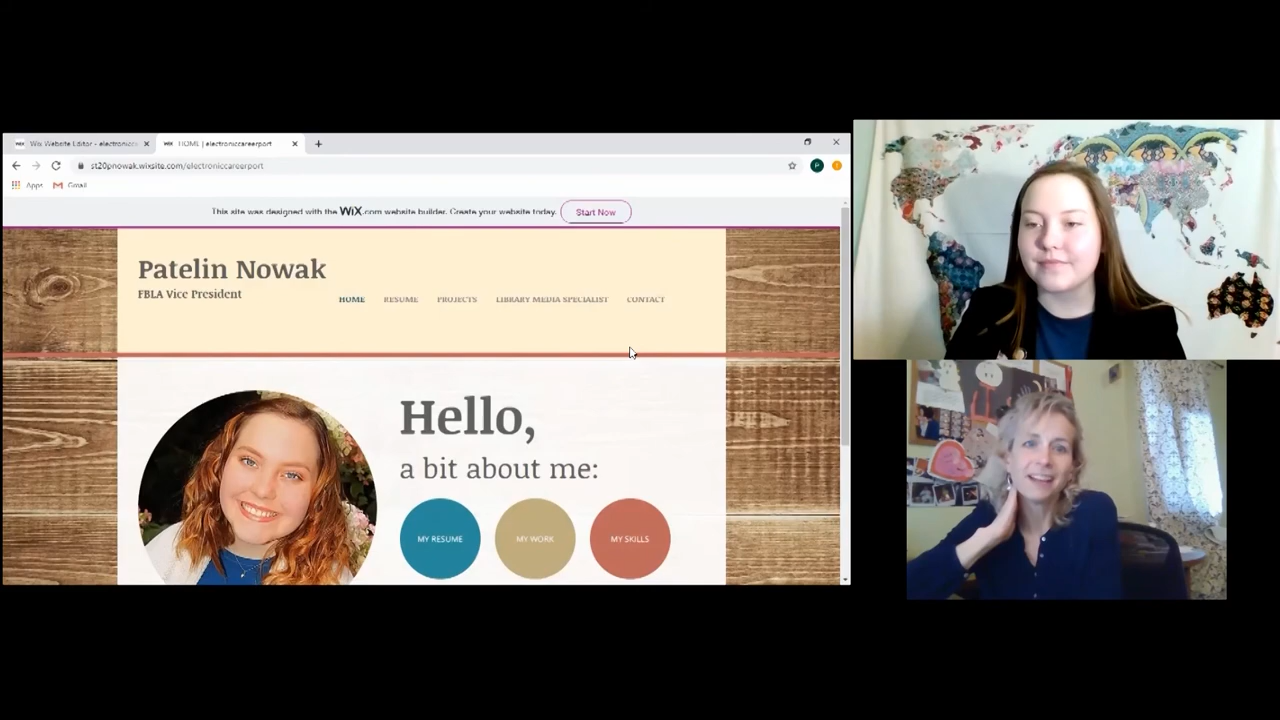 Wix Website Editor - electronicc
HOME | electroniccareerport
st20pnowak.wixsite.com/electroniccareerport
Apps
Gmail
This site was designed with the WiX.com website builder. Create your website today.
Start Now
Patelin Nowak
FBLA Vice President
HOME
RESUME
PROJECTS
LIBRARY MEDIA SPECIALIST
CONTACT
Hello,
a bit about me:
MY RESUME
MY WORK
MY SKILLS